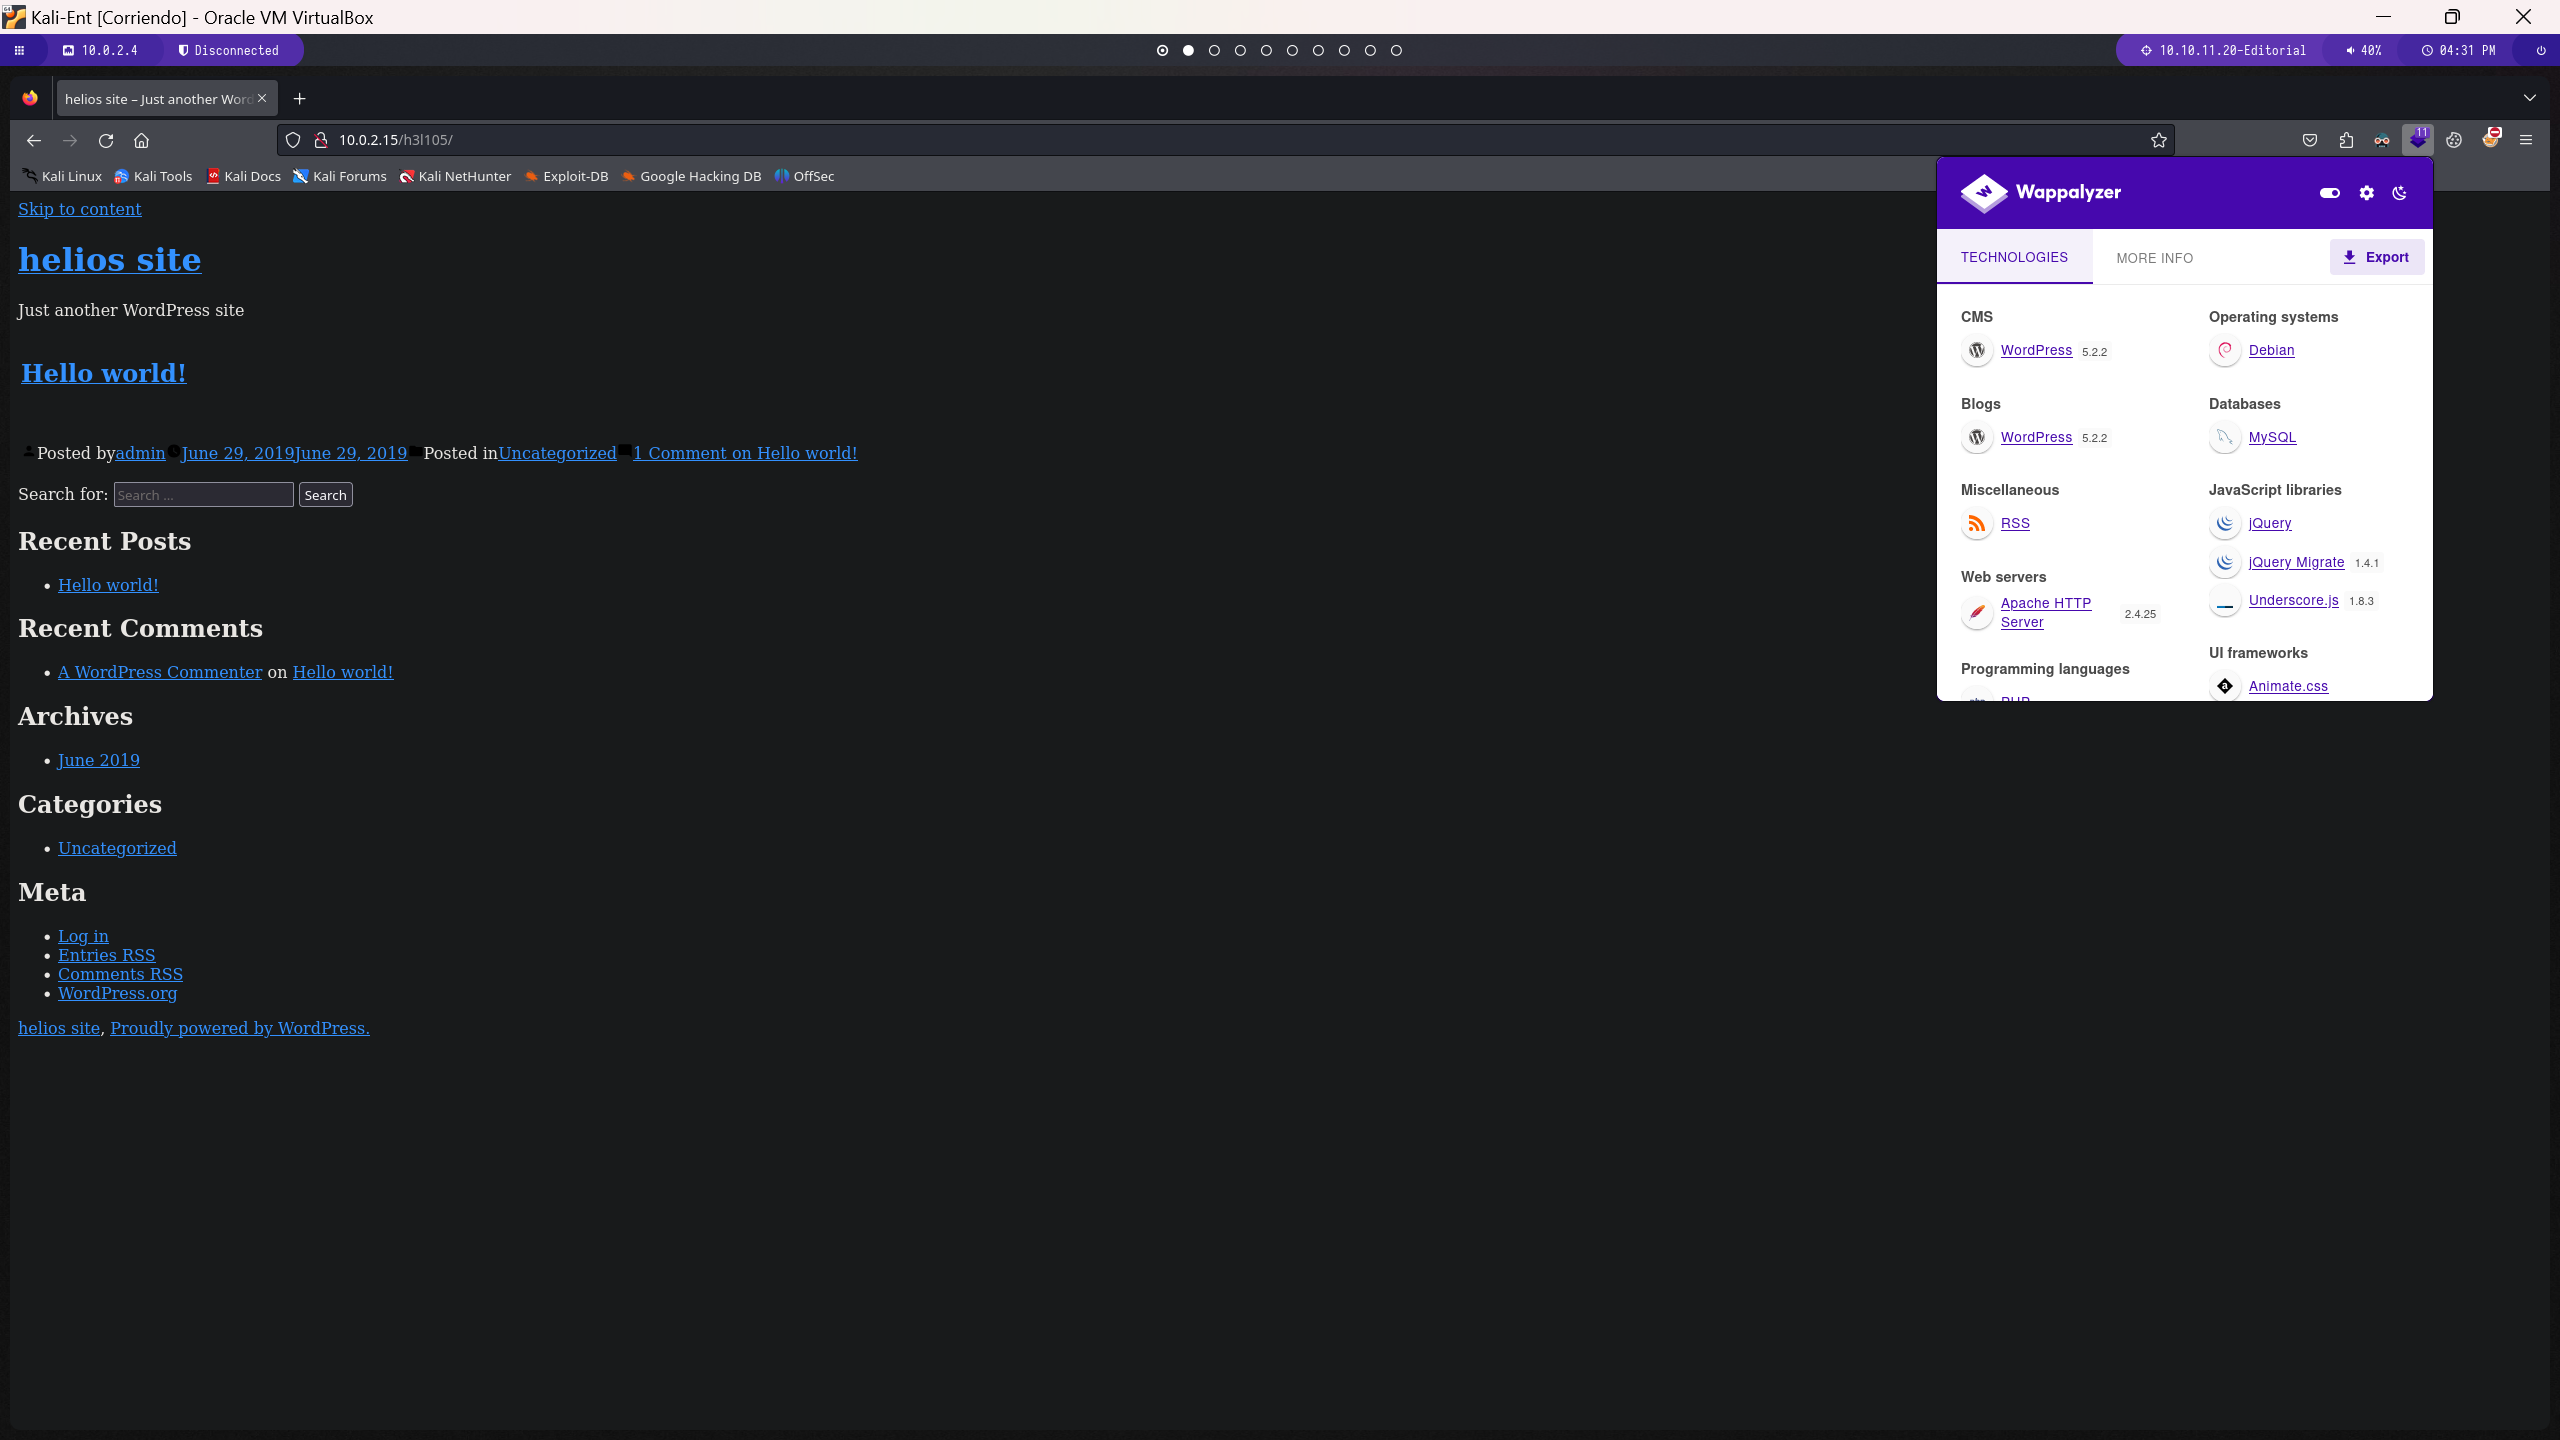 Kali-Ent [Corriendo] - Oracle VM VirtualBox
10.0.2.4
Disconnected
10.10.11.20-Editorial
40%
04:31 PM
helios site – Just another Word
10.0.2.15/h3l105/
11
Kali Linux
Kali Tools
Kali Docs
Kali Forums
Kali NetHunter
Exploit-DB
Google Hacking DB
OffSec
Skip to content
helios site
Just another WordPress site
Hello world!
Posted byadmin June 29, 2019June 29, 2019 Posted inUncategorized 1 Comment on Hello world!
Search for: Search ... Search
Recent Posts
Hello world!
Recent Comments
A WordPress Commenter on Hello world!
Archives
June 2019
Categories
Uncategorized
Meta
Log in
Entries RSS
Comments RSS
WordPress.org
helios site, Proudly powered by WordPress.
Wappalyzer
TECHNOLOGIES
MORE INFO
Export
CMS
WordPress 5.2.2
Blogs
WordPress 5.2.2
Miscellaneous
RSS
Web servers
Apache HTTP
Server
2.4.25
Programming languages
PHP
Operating systems
Debian
Databases
MySQL
JavaScript libraries
jQuery
jQuery Migrate 1.4.1
Underscore.js 1.8.3
UI frameworks
Animate.css